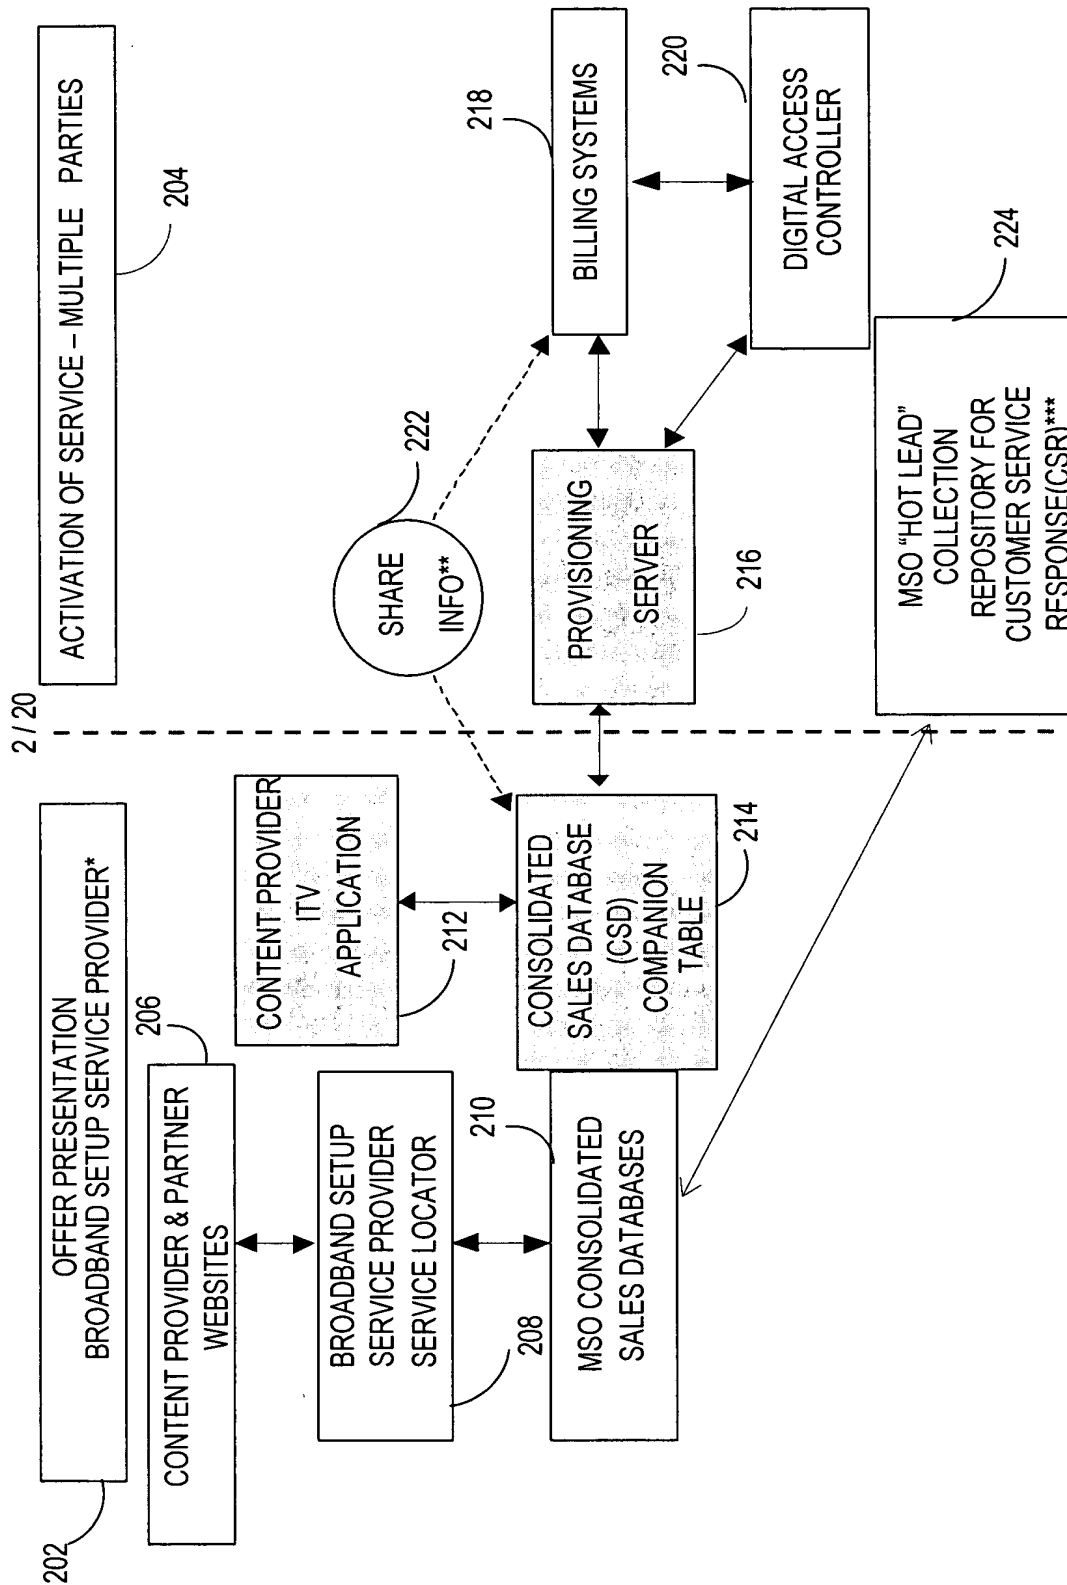 2 / 20
OFFER PRESENTATION
BROADBAND SETUP SERVICE PROVIDER*
202
ACTIVATION OF SERVICE – MULTIPLE PARTIES
204
CONTENT PROVIDER & PARTNER
WEBSITES
206
BROADBAND SETUP
SERVICE PROVIDER
SERVICE LOCATOR
208
MSO CONSOLIDATED
SALES DATABASES
210
CONTENT PROVIDER
ITV
APPLICATION
212
CONSOLIDATED
SALES DATABASE
(CSD)
COMPANION
TABLE
214
SHARE
INFO**
222
PROVISIONING
SERVER
216
BILLING SYSTEMS
218
DIGITAL ACCESS
CONTROLLER
220
MSO "HOT LEAD"
COLLECTION
REPOSITORY FOR
CUSTOMER SERVICE
RESPONSE(CSR)***
224